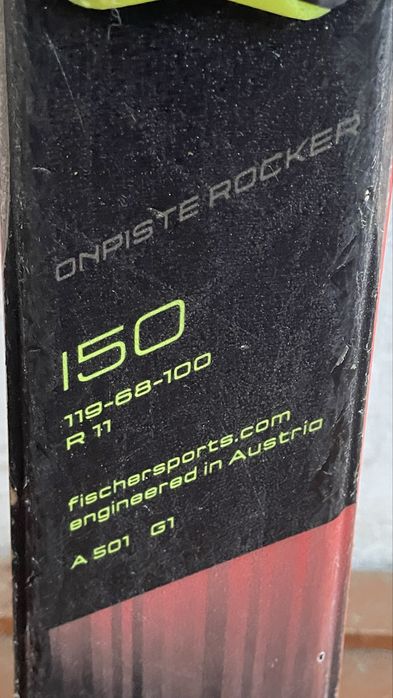 ONPISTE ROCKER
150
119-68-100
R 11
fischersports.com
engineered in Austria
A 501 G1